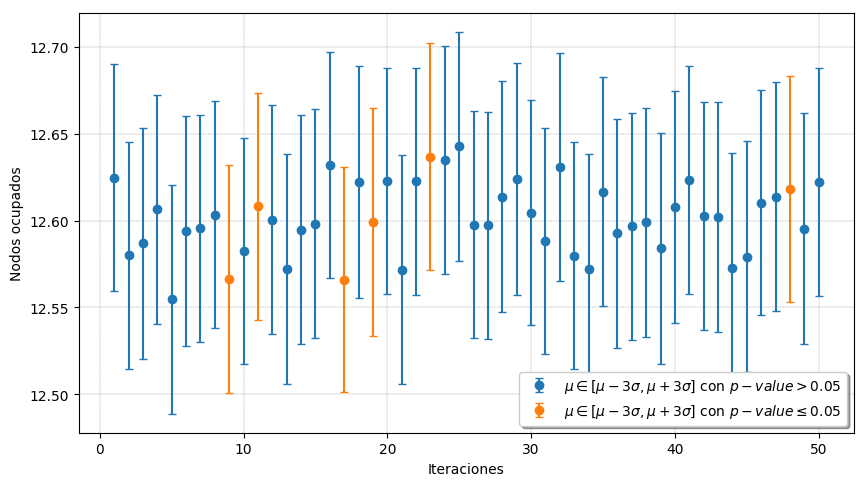 12.70
12.65
12.60
12.55
12.50
Nodos ocupados
μ ∈ [μ − 3σ, μ + 3σ] con p − value > 0.05
μ ∈ [μ − 3σ, μ + 3σ] con p − value ≤ 0.05
0 10 20 30 40 50
Iteraciones